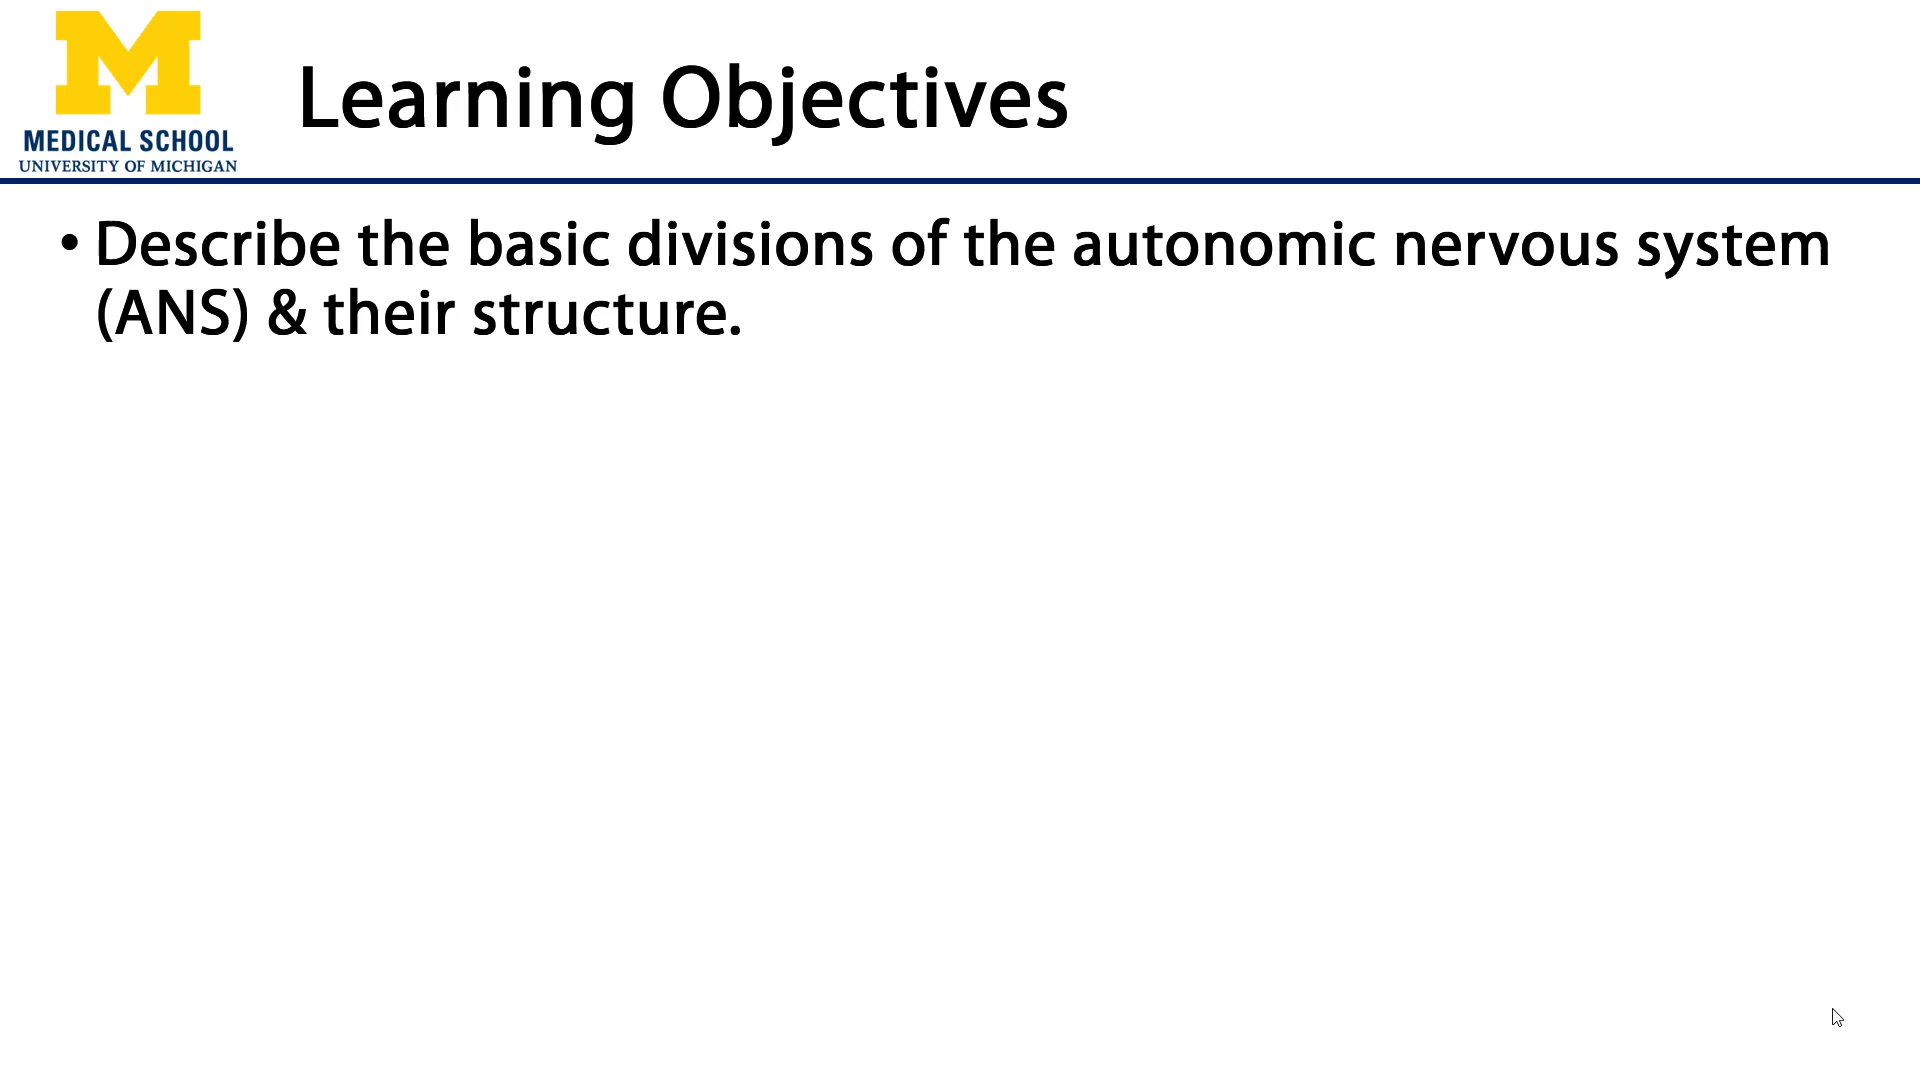 M
MEDICAL SCHOOL
UNIVERSITY OF MICHIGAN
Learning Objectives
• Describe the basic divisions of the autonomic nervous system
(ANS) & their structure.